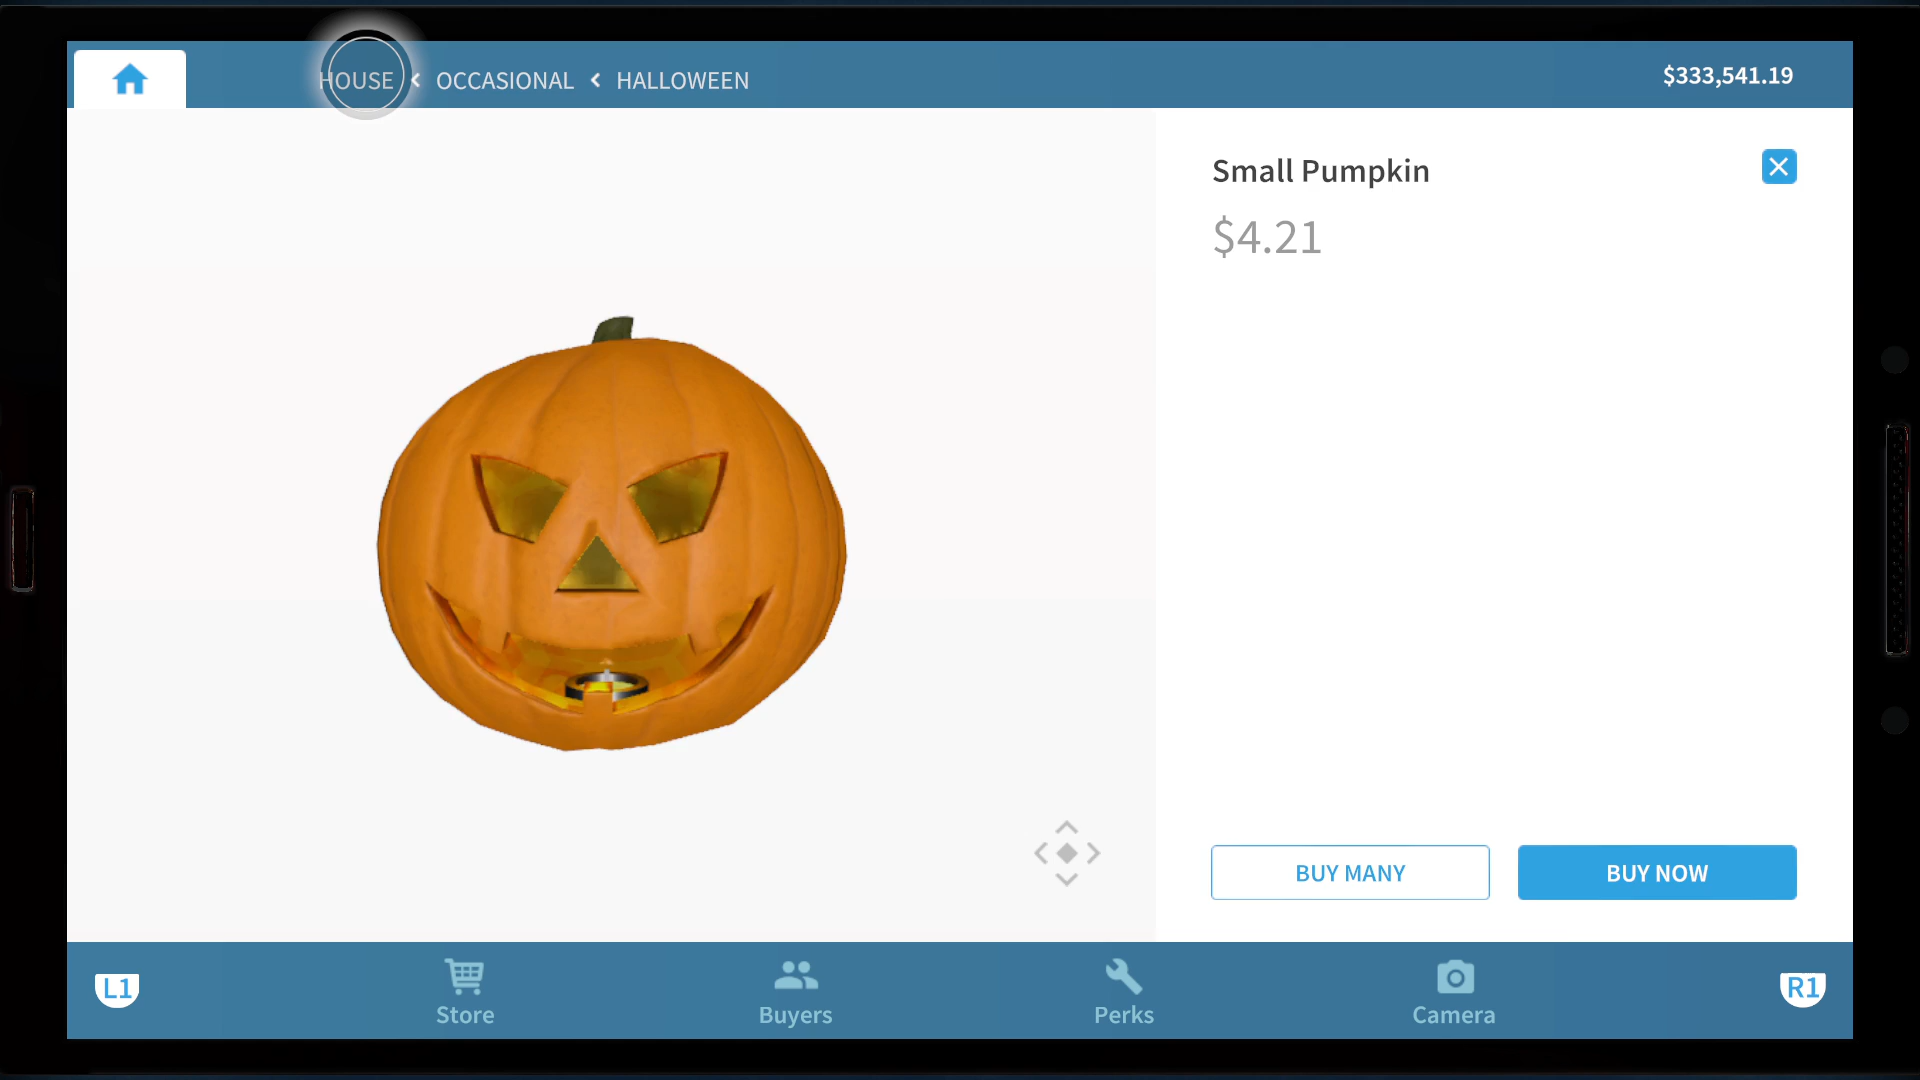 HOUSE < OCCASIONAL < HALLOWEEN
$333,541.19
Small Pumpkin
$4.21
BUY MANY
BUY NOW
L1
Store
Buyers
Perks
Camera
R1